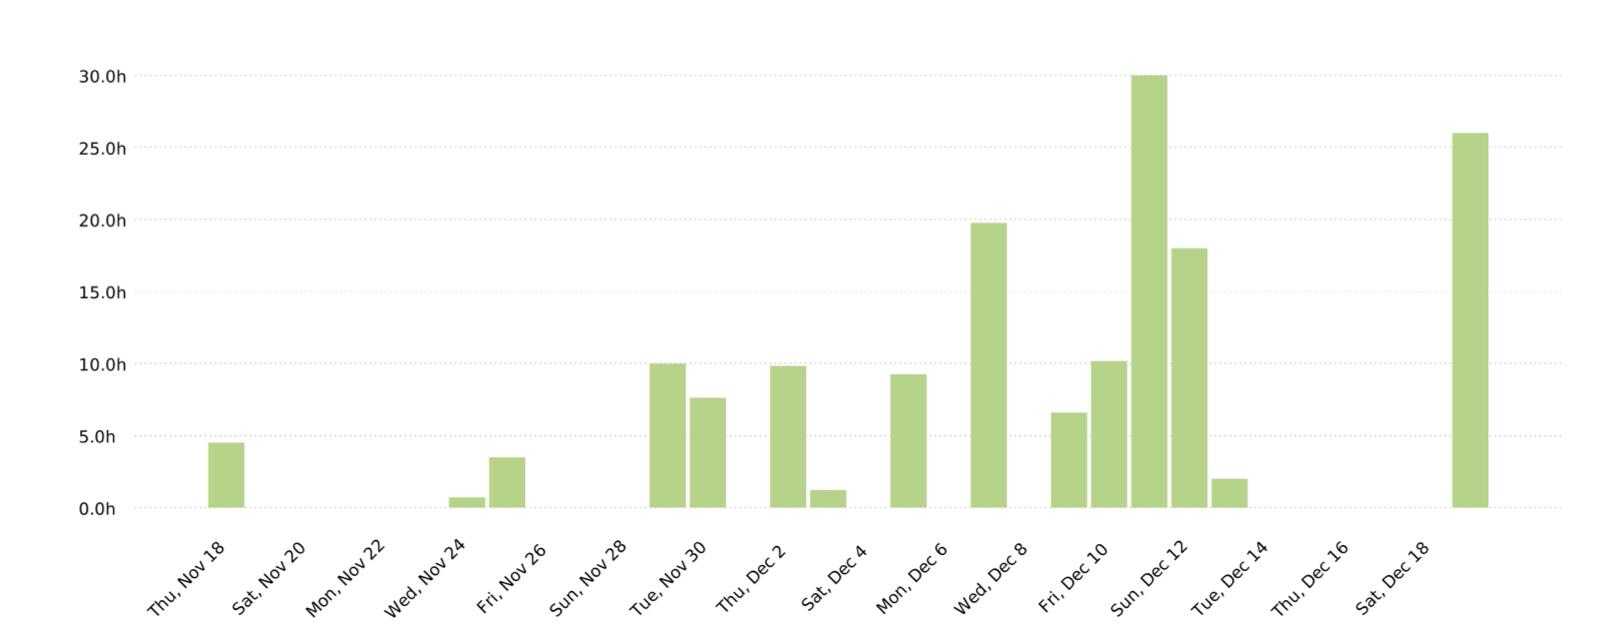 30.0h
25.0h
20.0h
15.0h
10.0h
5.0h
0.0h
Thu, Nov 18
Sat, Nov 20
Mon, Nov 22
Wed, Nov 24
Fri, Nov 26
Sun, Nov 28
Tue, Nov 30
Thu, Dec 2
Sat, Dec 4
Mon, Dec 6
Wed, Dec 8
Fri, Dec 10
Sun, Dec 12
Tue, Dec 14
Thu, Dec 16
Sat, Dec 18